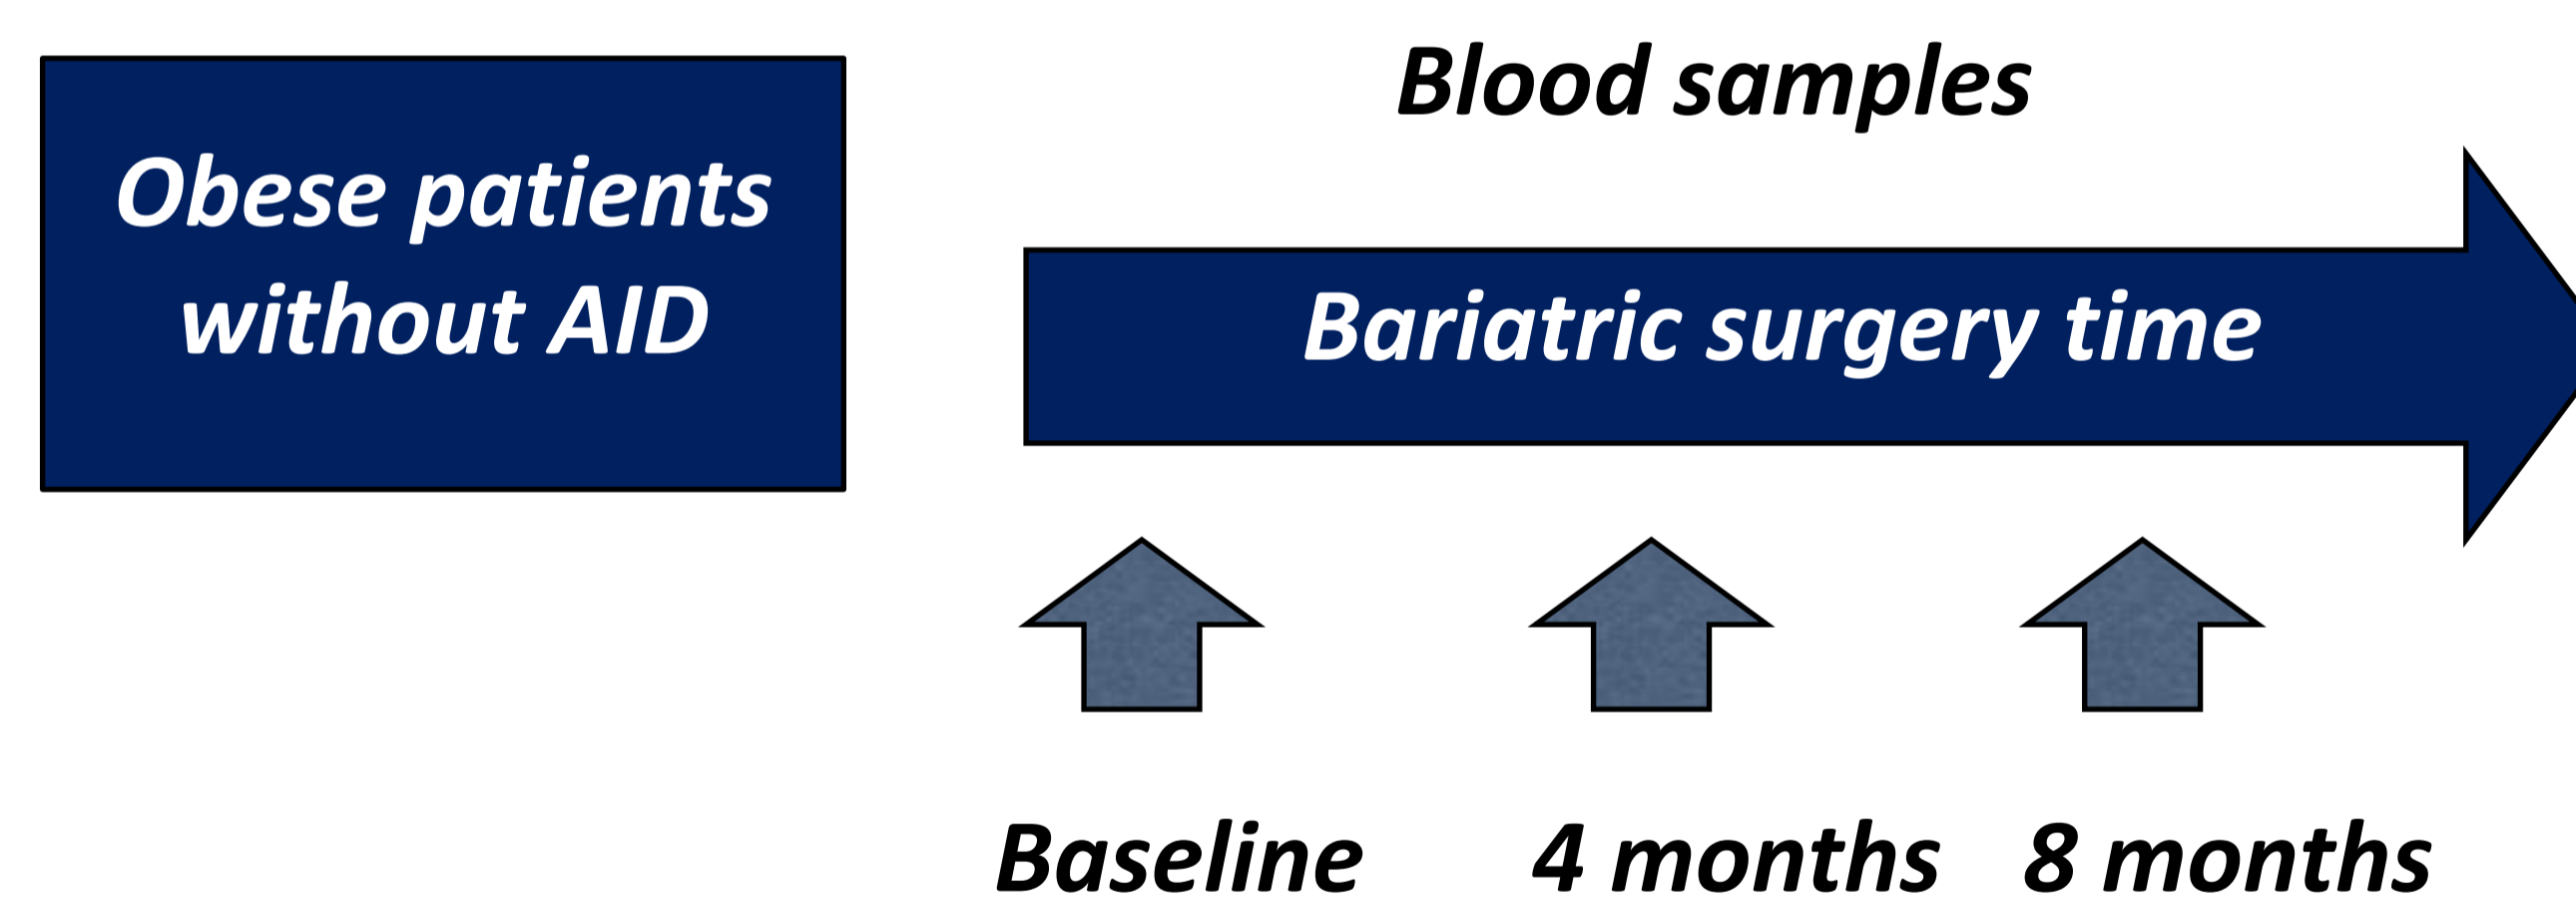 Obese patients
without AID
Blood samples
Bariatric surgery time
Baseline
4 months
8 months